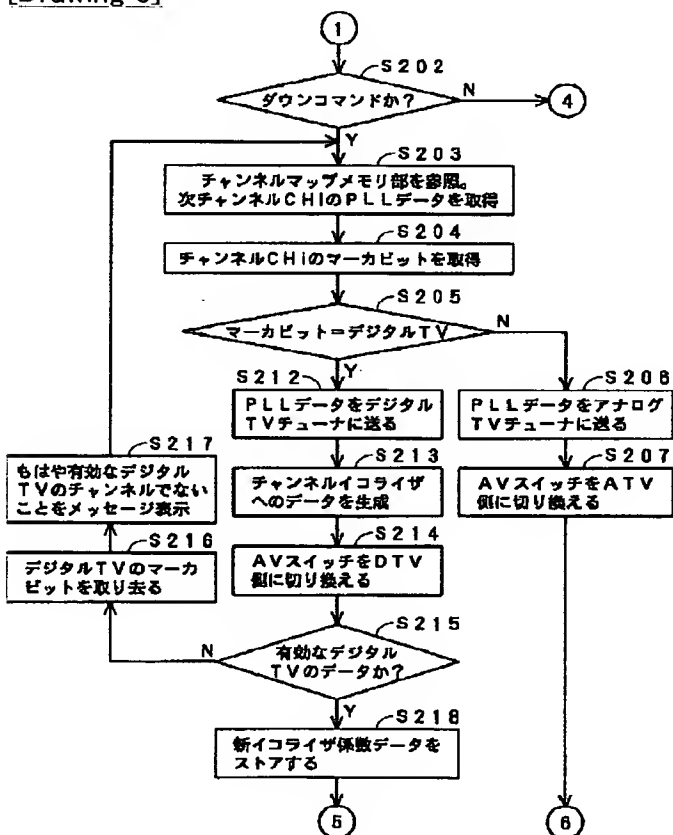 1
S202
ダウンコマンドか?
N
4
Y
S203
チャンネルマップメモリ部を参照。
次チャンネルCHIのPLLデータを取得
S204
チャンネルCHiのマーカビットを取得
S205
マーカビット=デジタルTV
N
Y
S212
PLLデータをデジタル
TVチューナに送る
S206
PLLデータをアナログ
TVチューナに送る
S217
もはや有効なデジタル
TVのチャンネルでない
ことをメッセージ表示
S213
チャンネルイコライザ
へのデータを生成
S207
AVスイッチをATV
側に切り換える
S216
デジタルTVのマーカ
ビットを取り去る
S214
AVスイッチをDTV
側に切り換える
S215
有効なデジタル
TVのデータか?
N
Y
S218
新イコライザ係数データを
ストアする
5
6